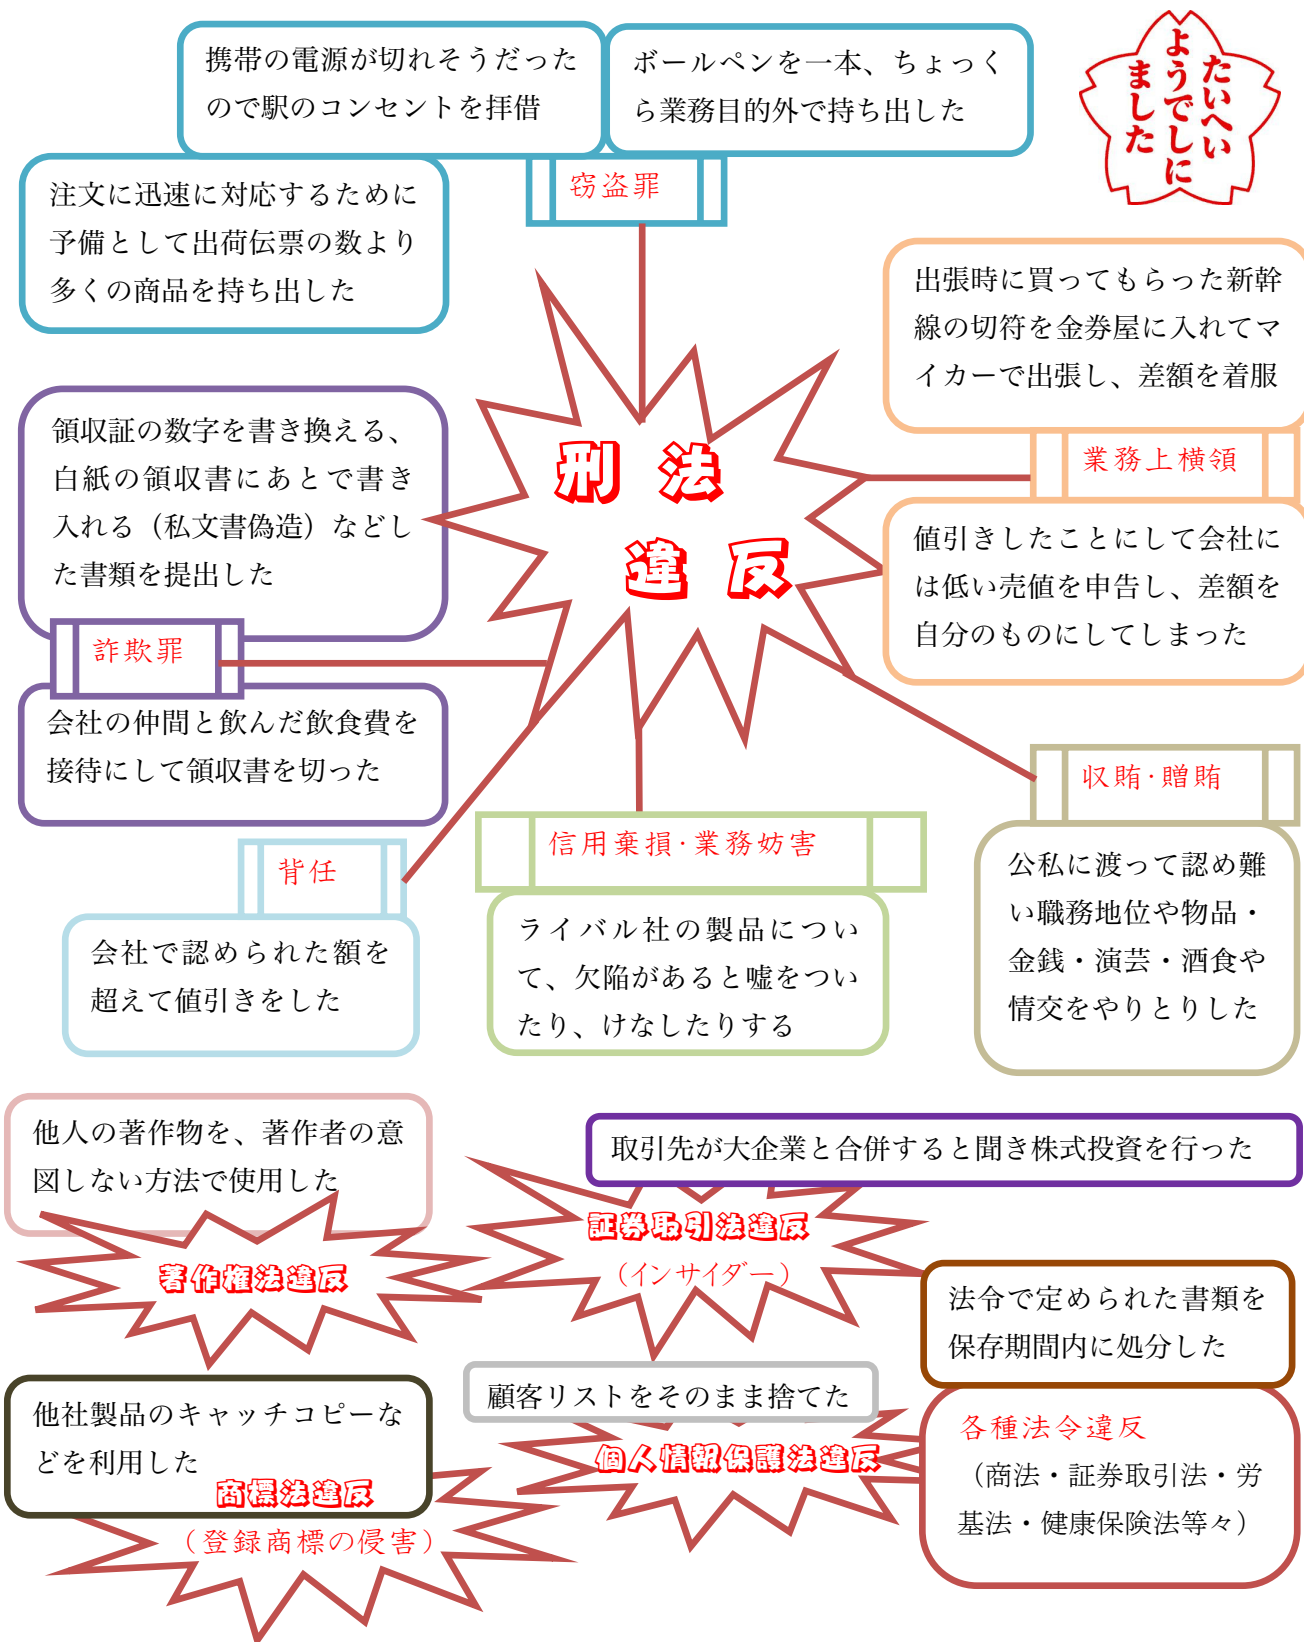 携帯の電源が切れそうだった
ので駅のコンセントを拝借
ボールペンを一本、ちょっく
ら業務目的外で持ち出した
たいへい
ようでしに
ました
窃盗罪
注文に迅速に対応するために
予備として出荷伝票の数より
多くの商品を持ち出した
出張時に買ってもらった新幹
線の切符を金券屋に入れてマ
イカーで出張し、差額を着服
業務上横領
値引きしたことにして会社に
は低い売値を申告し、差額を
自分のものにしてしまった
刑法
違反
領収証の数字を書き換える、
白紙の領収書にあとで書き
入れる（私文書偽造）などし
た書類を提出した
詐欺罪
会社の仲間と飲んだ飲食費を
接待にして領収書を切った
収賄・贈賄
公私に渡って認め難
い職務地位や物品・
金銭・演芸・酒食や
情交をやりとりした
信用棄損・業務妨害
ライバル社の製品につい
て、欠陥があると嘘をつい
たり、けなしたりする
背任
会社で認められた額を
超えて値引きをした
他人の著作物を、著作者の意
図しない方法で使用した
著作権法違反
取引先が大企業と合併すると聞き株式投資を行った
証券取引法違反
（インサイダー）
法令で定められた書類を
保存期間内に処分した
各種法令違反
（商法・証券取引法・労
基法・健康保険法等々）
顧客リストをそのまま捨てた
個人情報保護法違反
他社製品のキャッチコピーな
どを利用した
商標法違反
（登録商標の侵害）